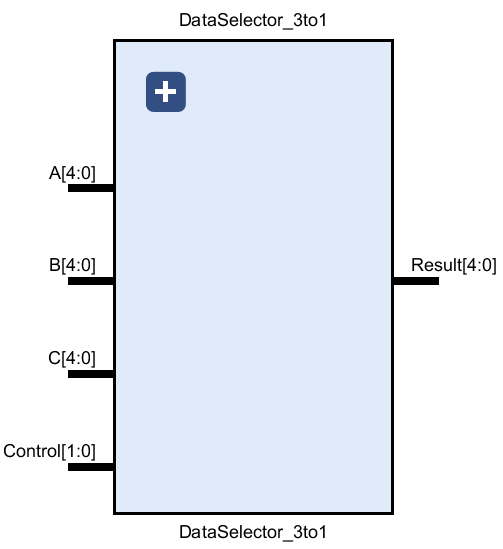 DataSelector_3to1
A[4:0]
B[4:0]
Result[4:0]
C[4:0]
Control[1:0]
DataSelector_3to1